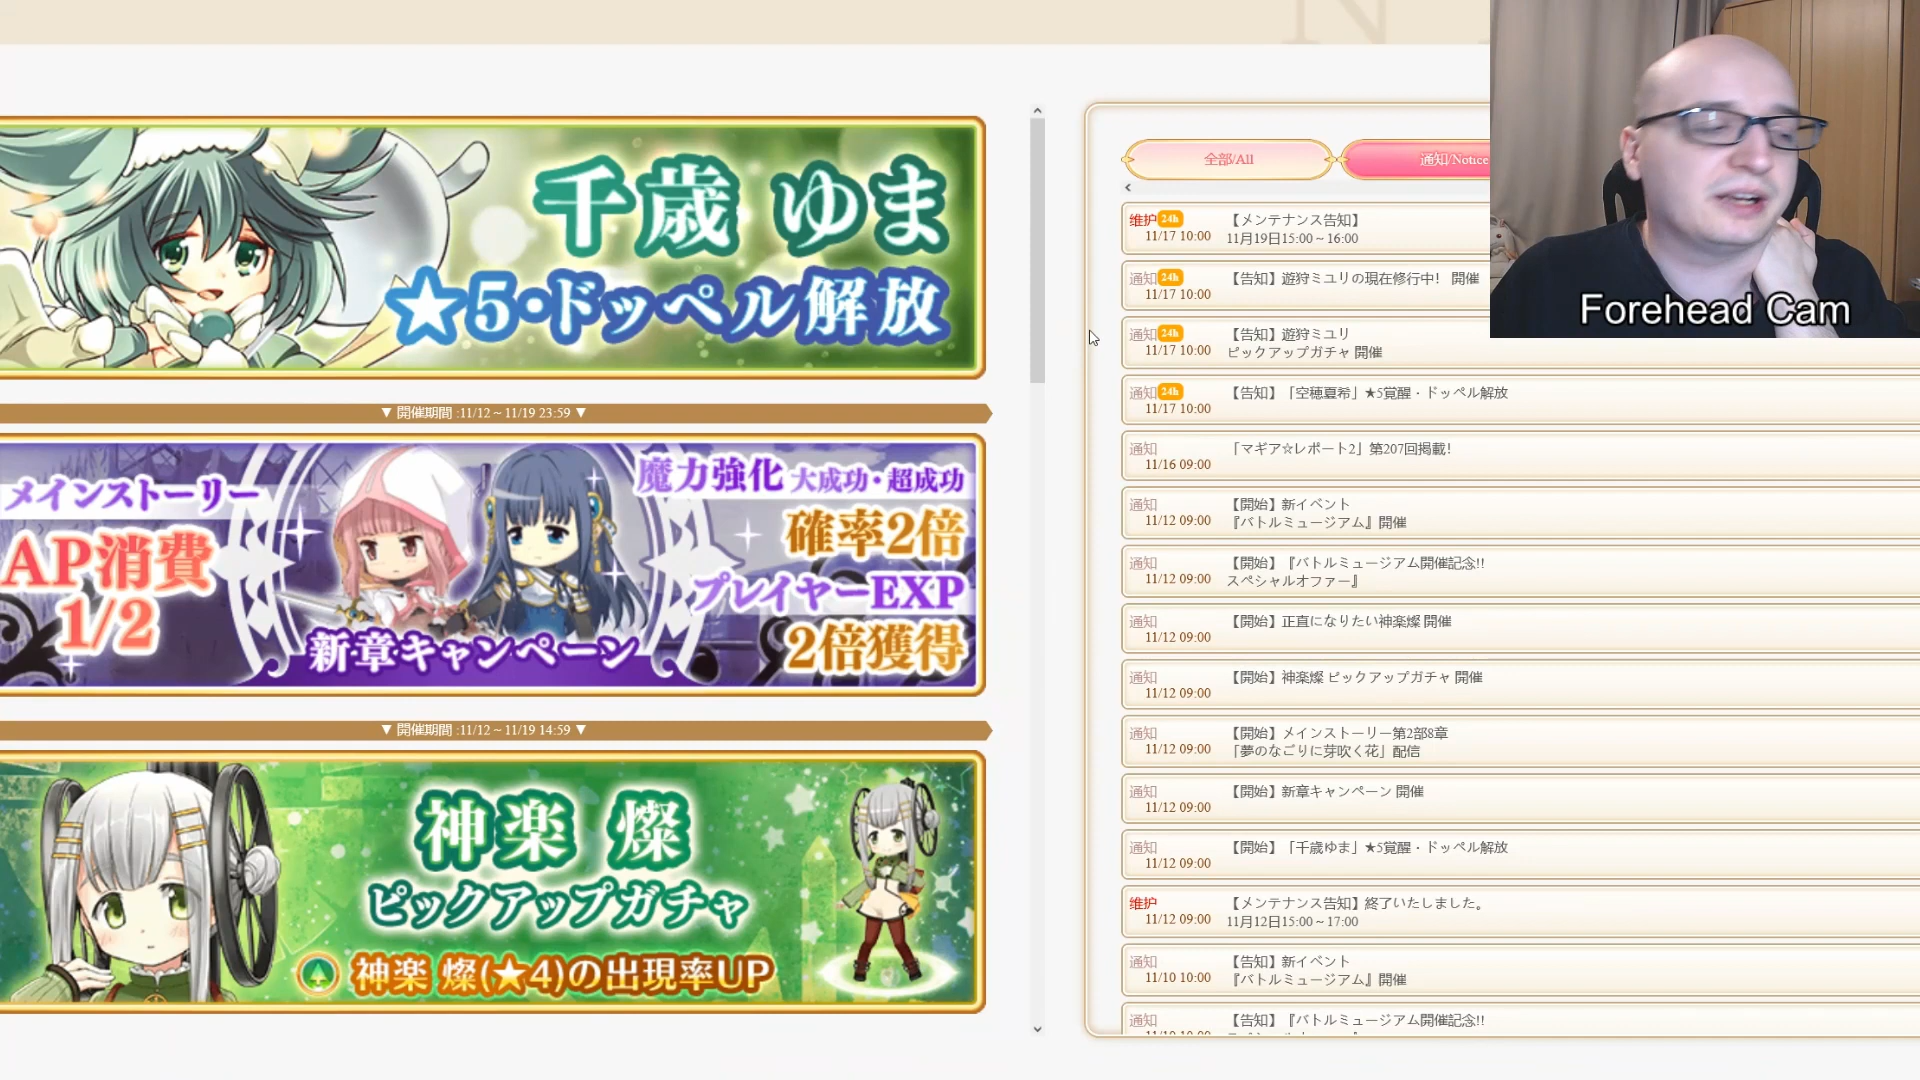 千歳 ゆま
★5・ドッペル解放
▼ 開催期間 :11/12 ~ 11/19 23:59 ▼
メインストーリー
AP消費
1/2
魔力強化 大成功・超成功
確率2倍
プレイヤーEXP
2倍獲得
新章キャンペーン
▼ 開催期間 :11/12 ~ 11/19 14:59 ▼
神楽 燦
ピックアップガチャ
神楽 燦(★4)の出現率UP
全部/All
通知/Notice
维护 24h
11/17 10:00
【メンテナンス告知】
11月19日15:00 ~ 16:00
通知 24h
11/17 10:00
【告知】遊狩ミユリの現在修行中! 開催
通知 24h
11/17 10:00
【告知】遊狩ミユリ
ピックアップガチャ 開催
通知 24h
11/17 10:00
【告知】「空穂夏希」★5覚醒・ドッペル解放
通知
11/16 09:00
「マギア☆レポート2」第207回掲載!
通知
11/12 09:00
【開始】新イベント
『バトルミュージアム』開催
通知
11/12 09:00
【開始】『バトルミュージアム開催記念!!
スペシャルオファー』
通知
11/12 09:00
【開始】正直になりたい神楽燦 開催
通知
11/12 09:00
【開始】神楽燦 ピックアップガチャ 開催
通知
11/12 09:00
【開始】メインストーリー第2部8章
「夢のなごりに芽吹く花」配信
通知
11/12 09:00
【開始】新章キャンペーン 開催
通知
11/12 09:00
【開始】「千歳ゆま」★5覚醒・ドッペル解放
维护
11/12 09:00
【メンテナンス告知】終了いたしました。
11月12日15:00 ~ 17:00
通知
11/10 10:00
【告知】新イベント
『バトルミュージアム』開催
通知
【告知】『バトルミュージアム開催記念!!
Forehead Cam